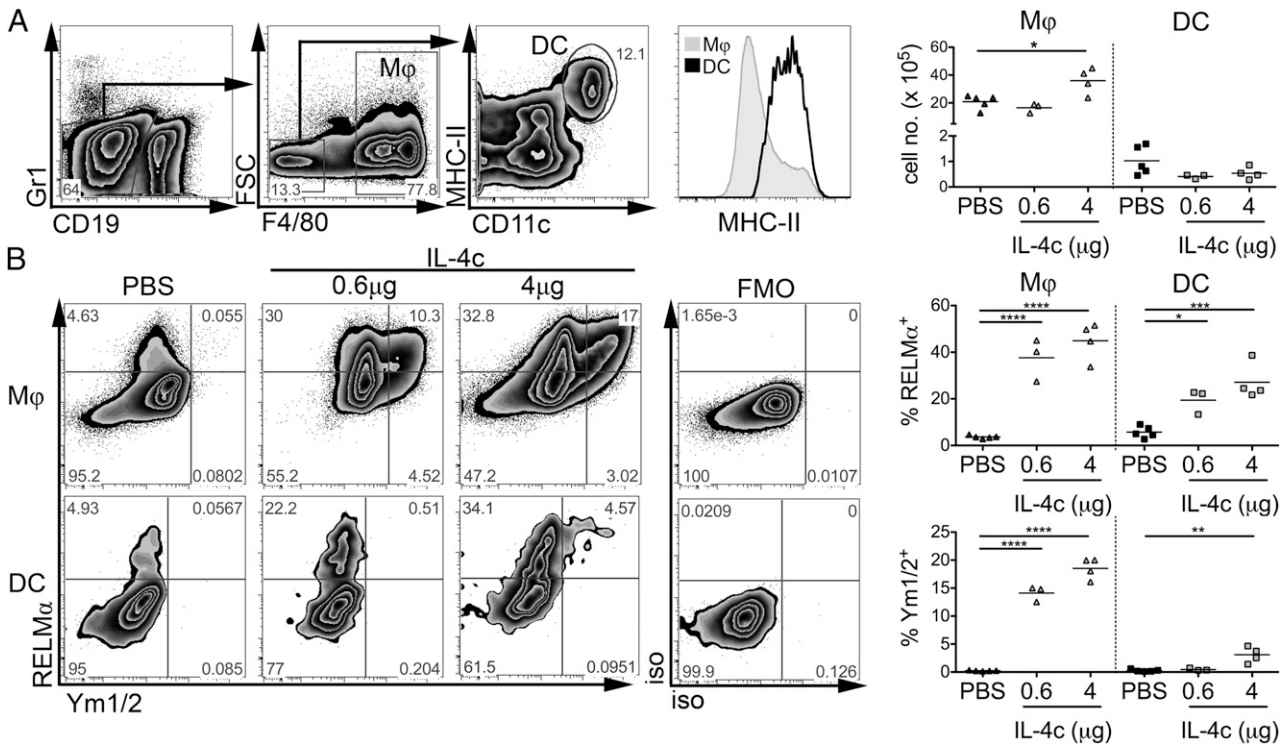 A
Gr1
64
CD19
FSC
Mφ
13.3
77.8
F4/80
MHC-II
DC
12.1
CD11c
Mφ
DC
MHC-II
Mφ DC
cell no. (x 10⁵)
60
40
20
2
1
0
*
PBS 0.6 4 PBS 0.6 4
IL-4c (µg) IL-4c (µg)
B
IL-4c
PBS 0.6µg 4µg FMO
Mφ
4.63 0.055
95.2 0.0802
30 10.3
55.2 4.52
32.8 17
47.2 3.02
1.65e-3 0
100 0.0107
DC
4.93 0.0567
95 0.085
22.2 0.51
77 0.204
34.1 4.57
61.5 0.0951
0.0209 0
99.9 0.126
RELMα
Ym1/2
iso
iso
Mφ DC
% RELMα⁺
60
40
20
0
****
****
***
*
PBS 0.6 4 PBS 0.6 4
IL-4c (µg) IL-4c (µg)
% Ym1/2⁺
25
20
15
10
5
0
****
****
**
PBS 0.6 4 PBS 0.6 4
IL-4c (µg) IL-4c (µg)